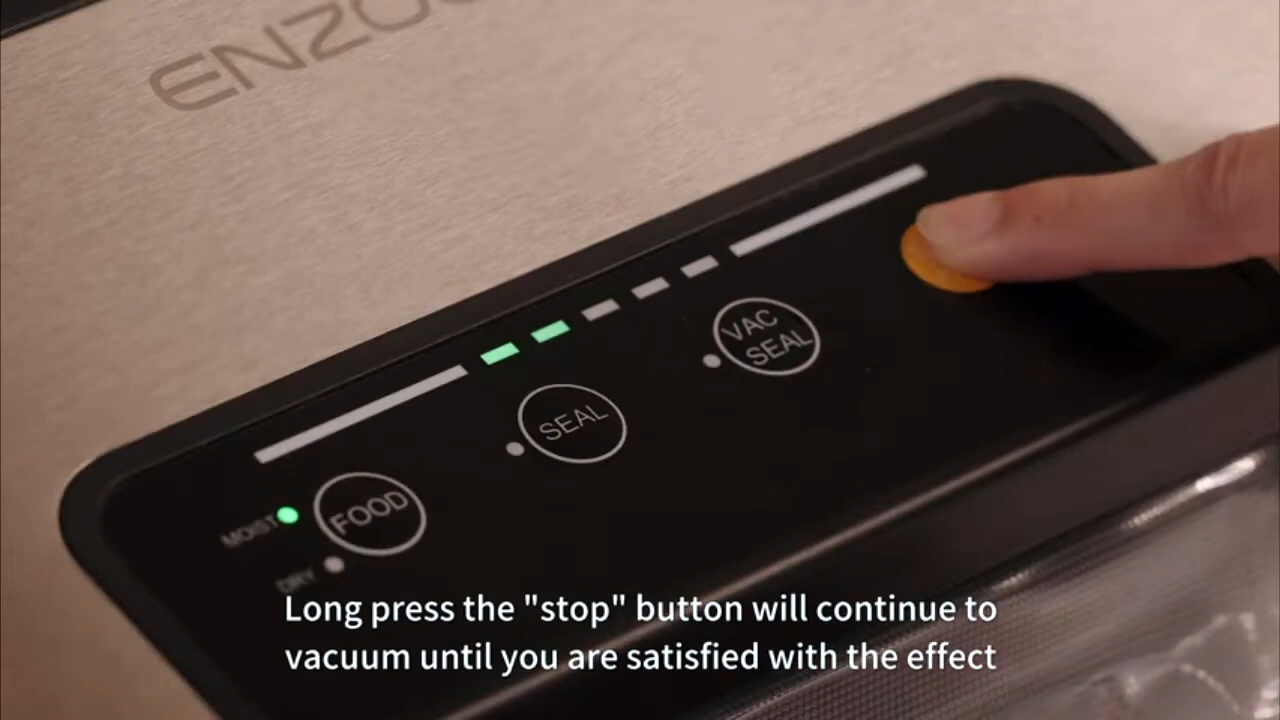 ENZO
VAC
SEAL
SEAL
FOOD
MOIST
DRY
Long press the "stop" button will continue to
vacuum until you are satisfied with the effect